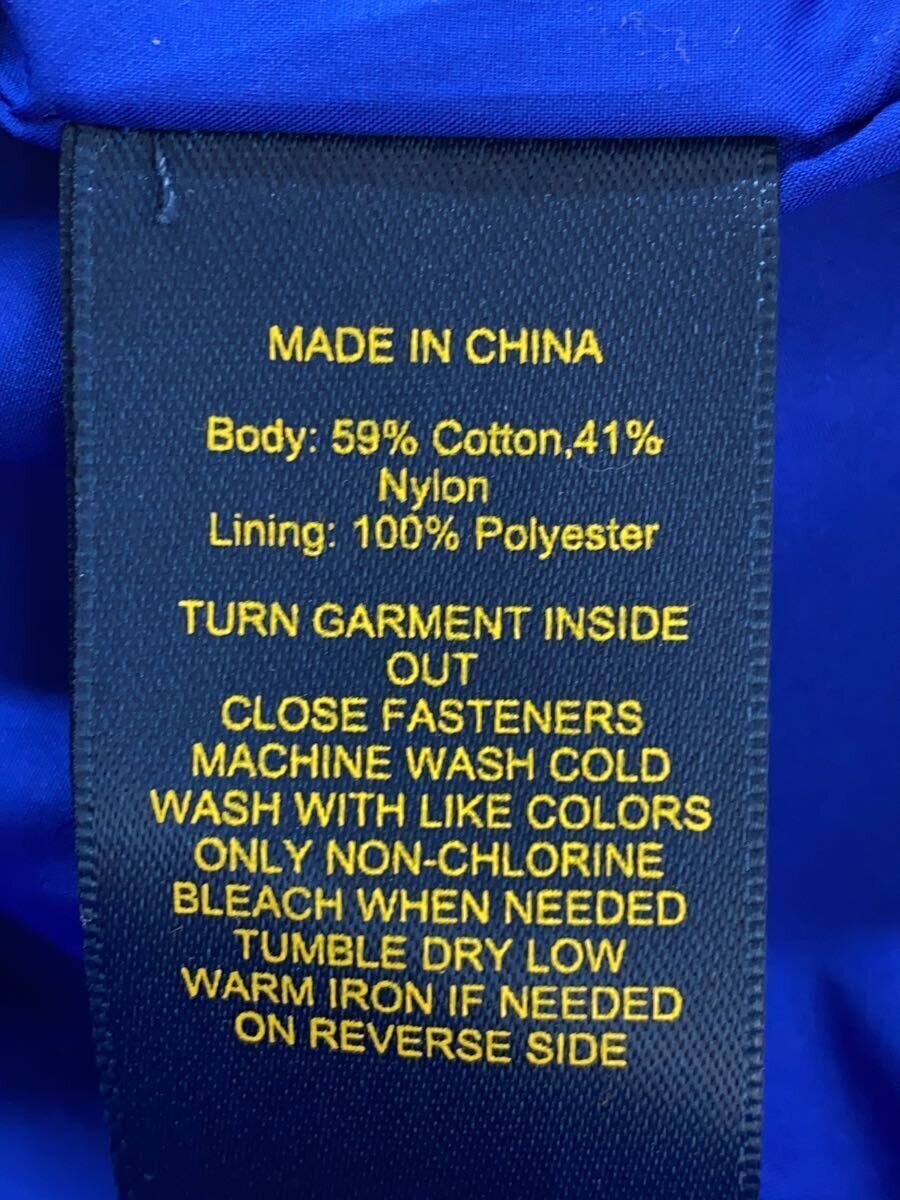 MADE IN CHINA
Body: 59% Cotton,41%
Nylon
Lining: 100% Polyester
TURN GARMENT INSIDE
OUT
CLOSE FASTENERS
MACHINE WASH COLD
WASH WITH LIKE COLORS
ONLY NON-CHLORINE
BLEACH WHEN NEEDED
TUMBLE DRY LOW
WARM IRON IF NEEDED
ON REVERSE SIDE